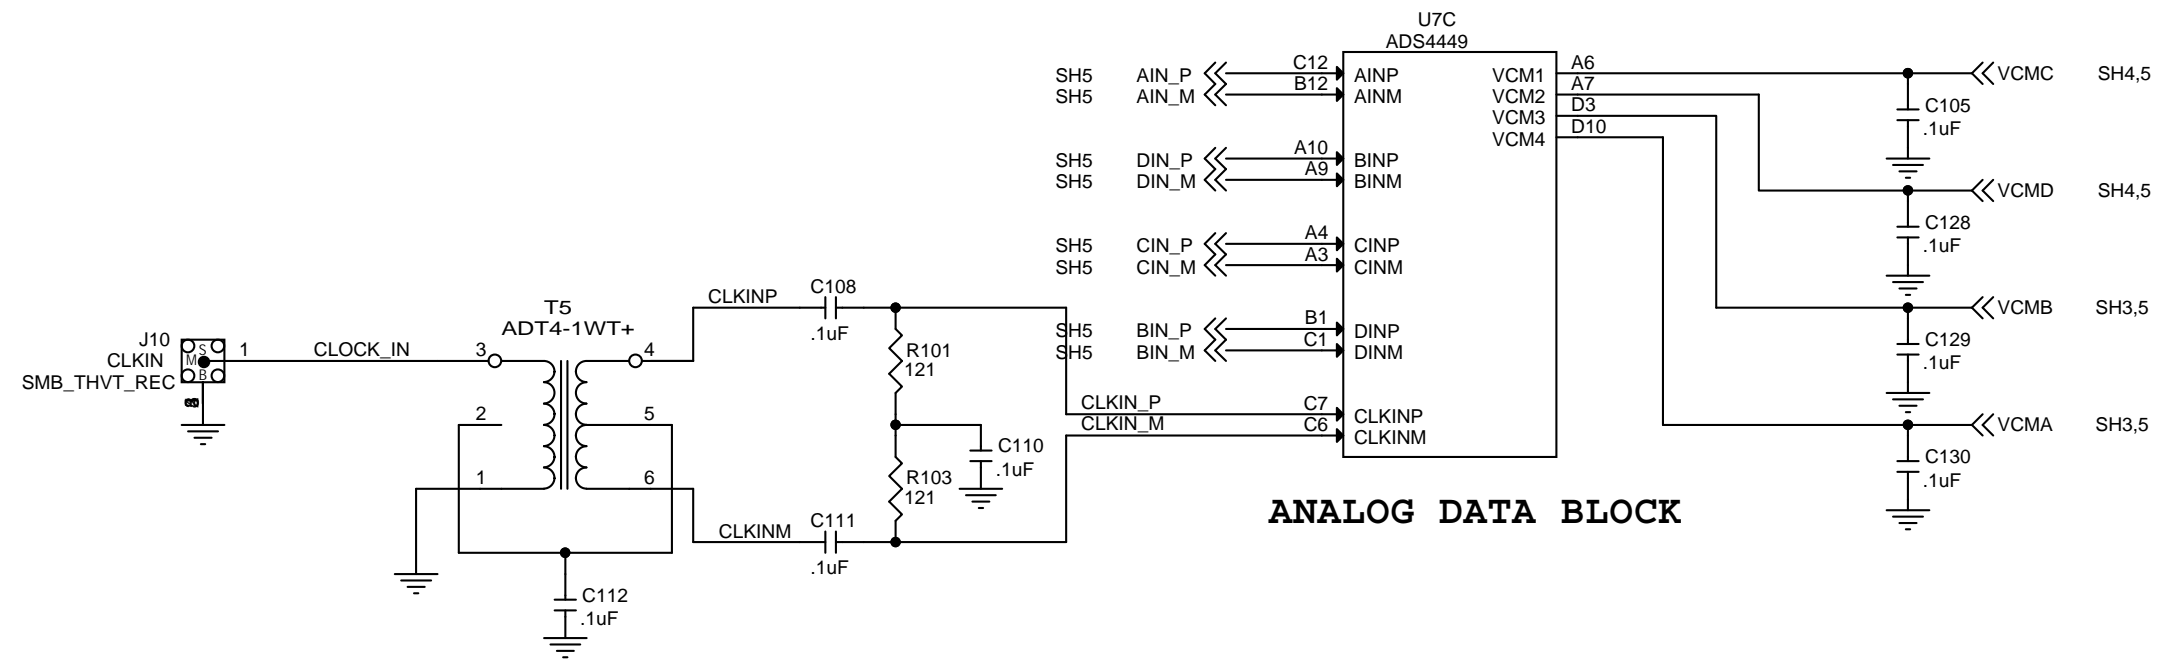 U7C
ADS4449
SH5 AIN_P C12 AINP VCM1 A6 VCMC SH4,5
SH5 AIN_M B12 AINM VCM2 A7
VCM3 D3
VCM4 D10
C105
.1uF
SH5 DIN_P A10 BINP
SH5 DIN_M A9 BINM
VCMD SH4,5
C128
.1uF
SH5 CIN_P A4 CINP
SH5 CIN_M A3 CINM
VCMB SH3,5
C129
.1uF
SH5 BIN_P B1 DINP
SH5 BIN_M C1 DINM
CLKIN_P C7 CLKINP
CLKIN_M C6 CLKINM
VCMA SH3,5
C130
.1uF
CLKINP C108
.1uF
T5
ADT4-1WT+
J10
CLKIN
SMB_THVT_REC
S
M
B
1 CLOCK_IN 3 4
2 5
1 6
R101
121
C110
.1uF
R103
121
CLKINM C111
.1uF
C112
.1uF
ANALOG DATA BLOCK